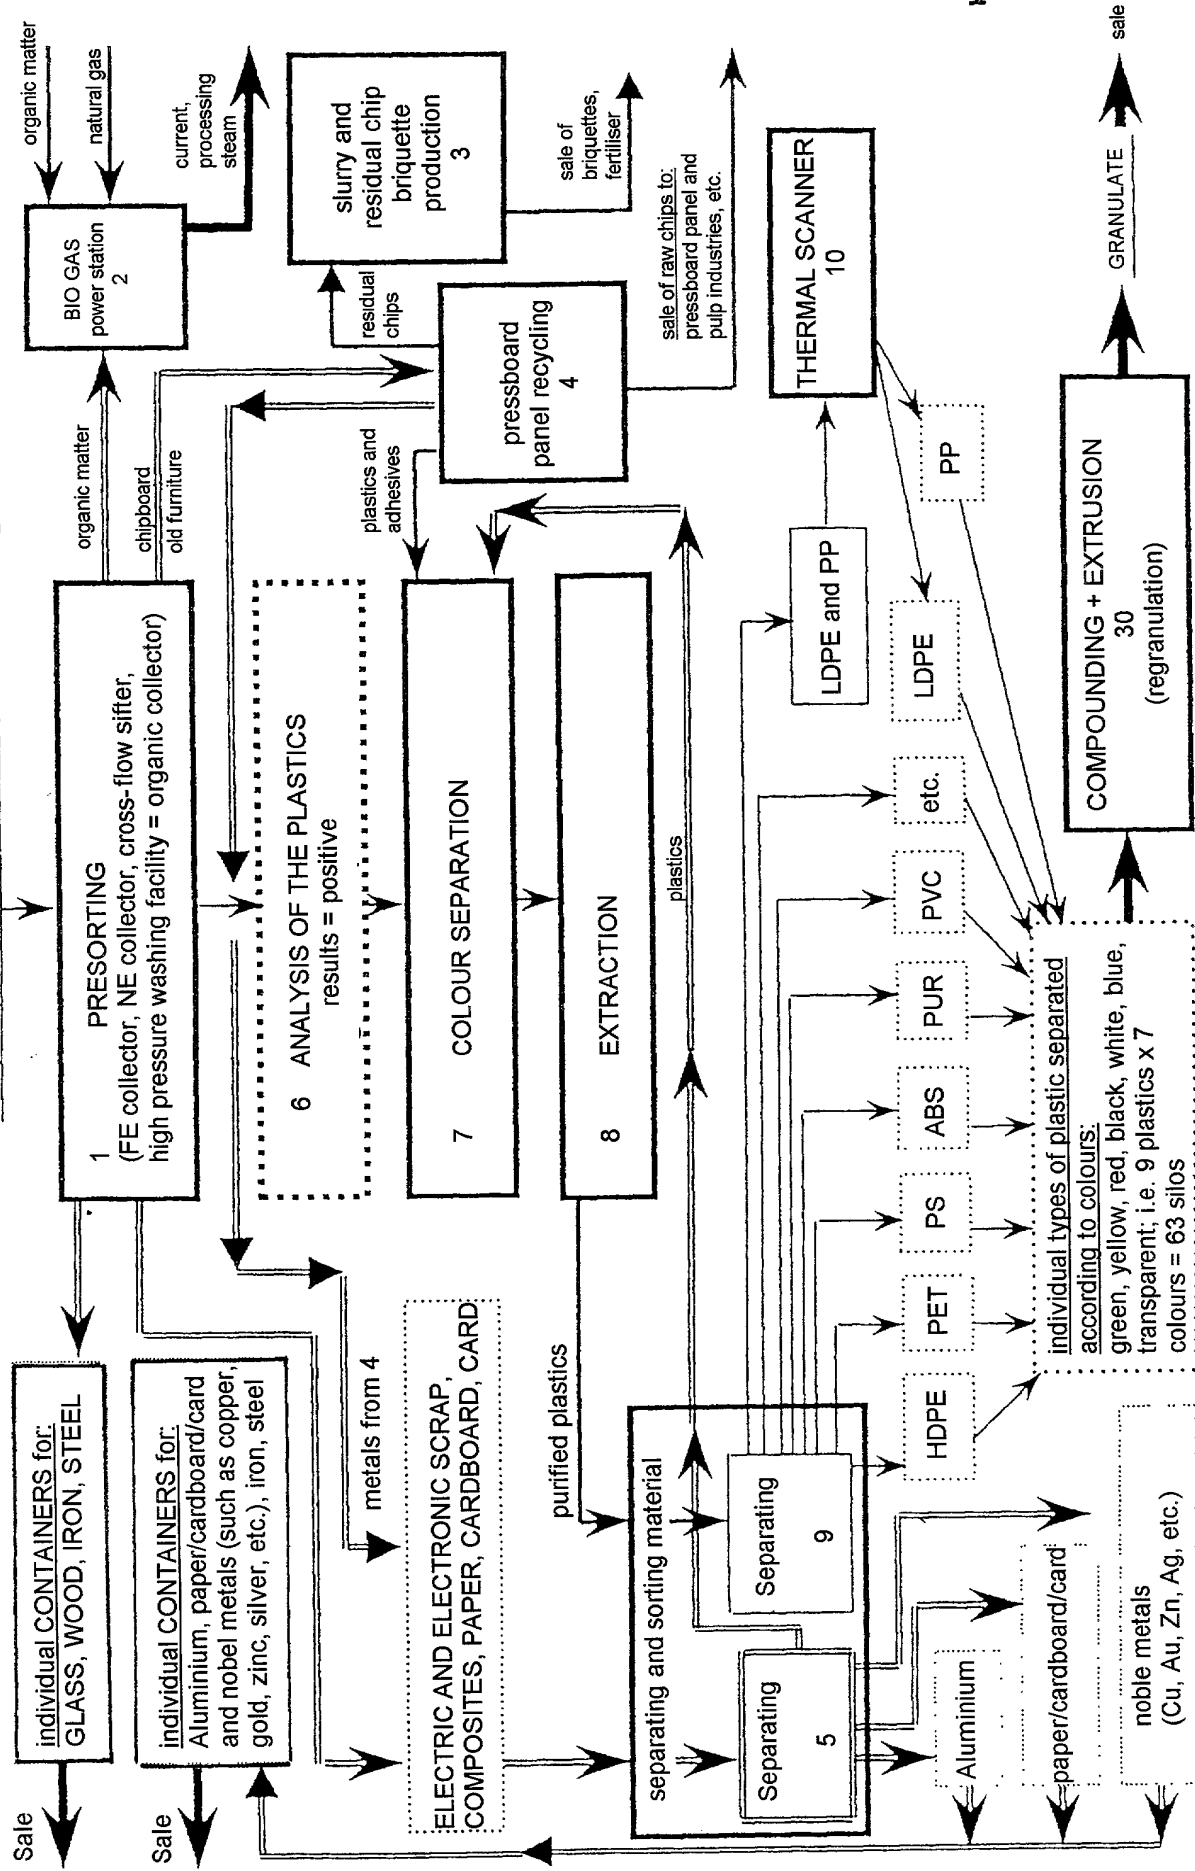 individual CONTAINERS for:
GLASS, WOOD, IRON, STEEL
Sale
individual CONTAINERS for:
Aluminium, paper/cardboard/card
and nobel metals (such as copper,
gold, zinc, silver, etc.), iron, steel
Sale
1 PRESORTING
(FE collector, NE collector, cross-flow sifter,
high pressure washing facility = organic collector)
organic matter
chipboard
old furniture
organic matter
natural gas
BIO GAS
power station
2
current,
processing
steam
slurry and
residual chip
briquette
production
3
sale of
briquettes,
fertiliser
residual
chips
pressboard
panel recycling
4
sale of raw chips to:
pressboard panel and
pulp industries, etc.
plastics and
adhesives
6 ANALYSIS OF THE PLASTICS
results = positive
7 COLOUR SEPARATION
8 EXTRACTION
metals from 4
ELECTRIC AND ELECTRONIC SCRAP,
COMPOSITES, PAPER, CARDBOARD, CARD
purified plastics
plastics
separating and sorting material
Separating
5
Separating
9
LDPE and PP
THERMAL SCANNER
10
Aluminium
paper/cardboard/card
noble metals
(Cu, Au, Zn, Ag, etc.)
HDPE
PET
PS
ABS
PUR
PVC
etc.
LDPE
PP
individual types of plastic separated
according to colours:
green, yellow, red, black, white, blue,
transparent; i.e. 9 plastics x 7
colours = 63 silos
COMPOUNDING + EXTRUSION
30
(regranulation)
GRANULATE
sale